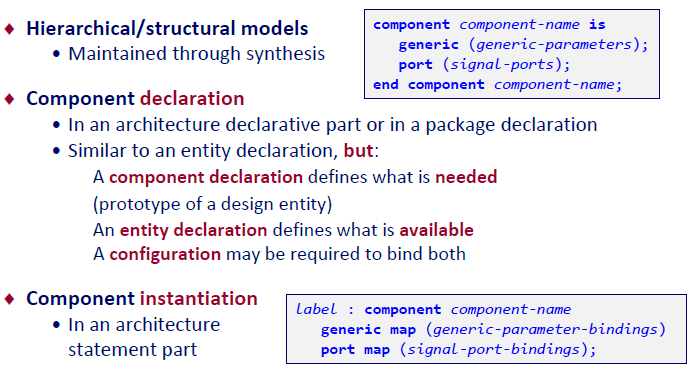 ♦ Hierarchical/structural models
• Maintained through synthesis
component component-name is
generic (generic-parameters);
port (signal-ports);
end component component-name;
♦ Component declaration
• In an architecture declarative part or in a package declaration
• Similar to an entity declaration, but:
A component declaration defines what is needed
(prototype of a design entity)
An entity declaration defines what is available
A configuration may be required to bind both
♦ Component instantiation
• In an architecture
statement part
label : component component-name
generic map (generic-parameter-bindings)
port map (signal-port-bindings);